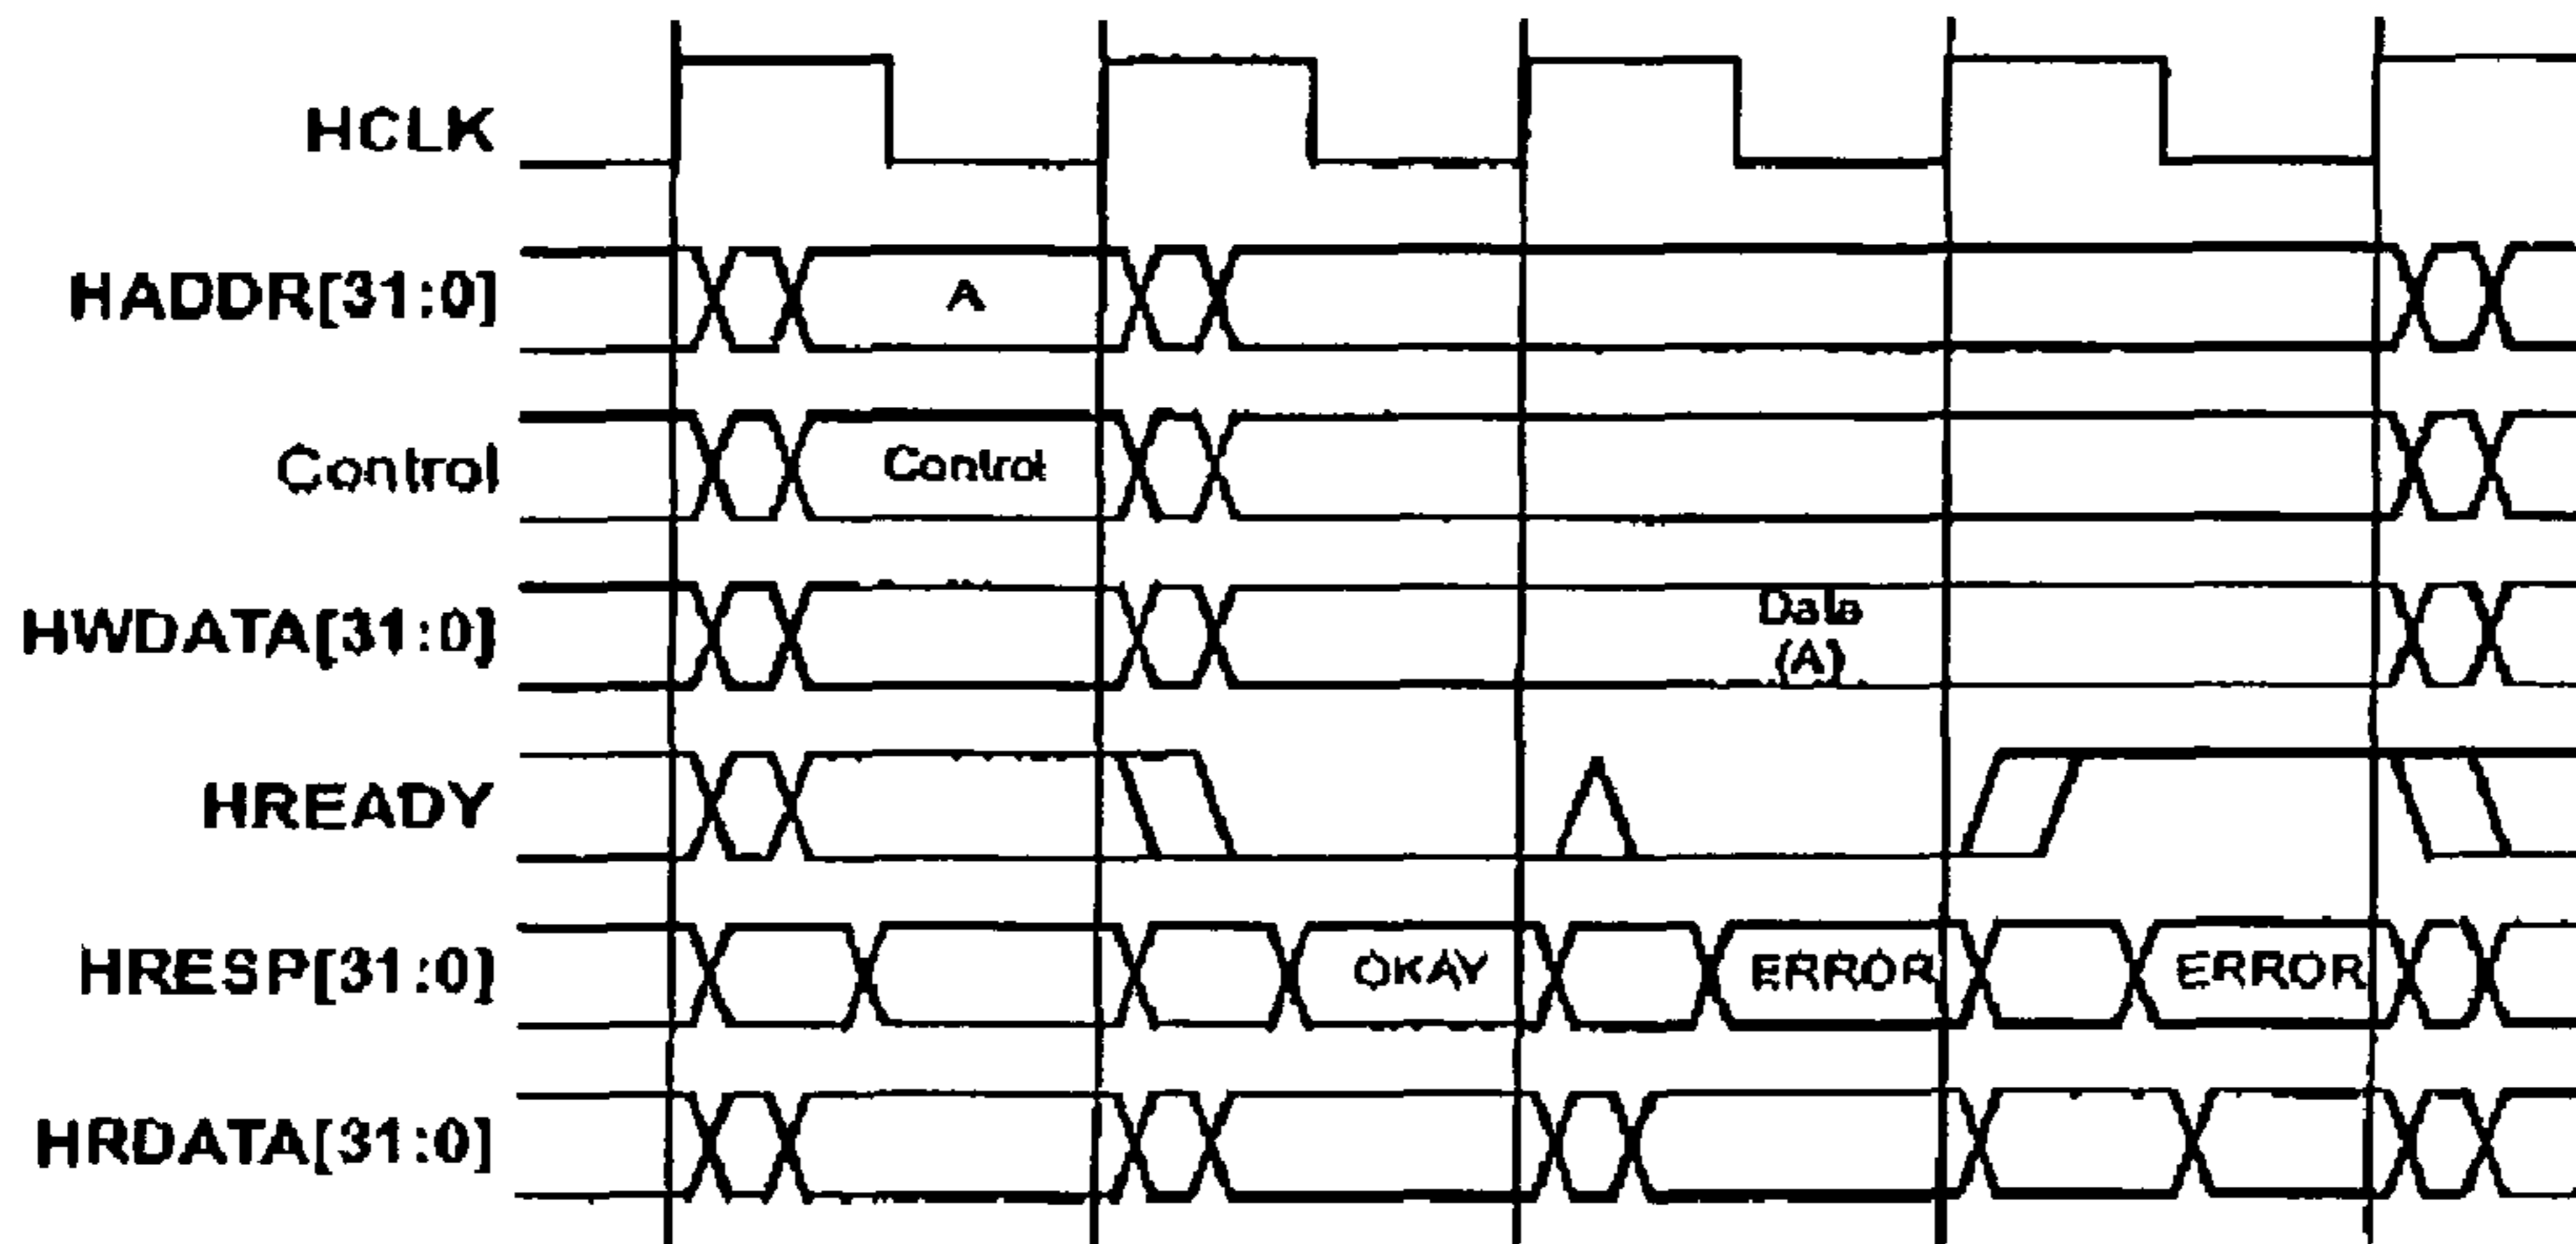 HCLK
HADDR[31:0]
A
Control
Control
HWDATA[31:0]
Data
(A)
HREADY
HRESP[31:0]
OKAY
ERROR
ERROR
HRDATA[31:0]